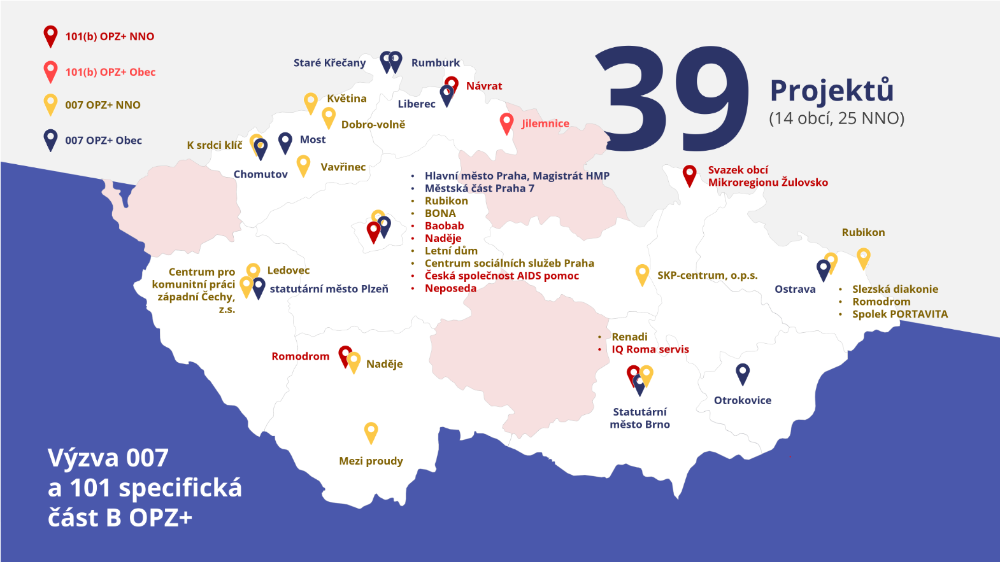 101(b) OPZ+ NNO
101(b) OPZ+ Obec
007 OPZ+ NNO
007 OPZ+ Obec
39
Projektů
(14 obcí, 25 NNO)
Staré Křečany
Rumburk
Návrat
Liberec
Květina
Dobro-volně
Jilemnice
K srdci klíč
Most
Chomutov
Vavřinec
• Hlavní město Praha, Magistrát HMP
• Městská část Praha 7
• Rubikon
• BONA
• Baobab
• Naděje
• Letní dům
• Centrum sociálních služeb Praha
• Česká společnost AIDS pomoc
• Neposeda
Svazek obcí
Mikroregionu Žulovsko
Rubikon
Ostrava
• Slezská diakonie
• Romodrom
• Spolek PORTAVITA
SKP-centrum, o.p.s.
Centrum pro
komunitní práci
západní Čechy,
z.s.
Ledovec
statutární město Plzeň
Romodrom
Naděje
• Renadi
• IQ Roma servis
Statutární
město Brno
Otrokovice
Mezi proudy
Výzva 007
a 101 specifická
část B OPZ+